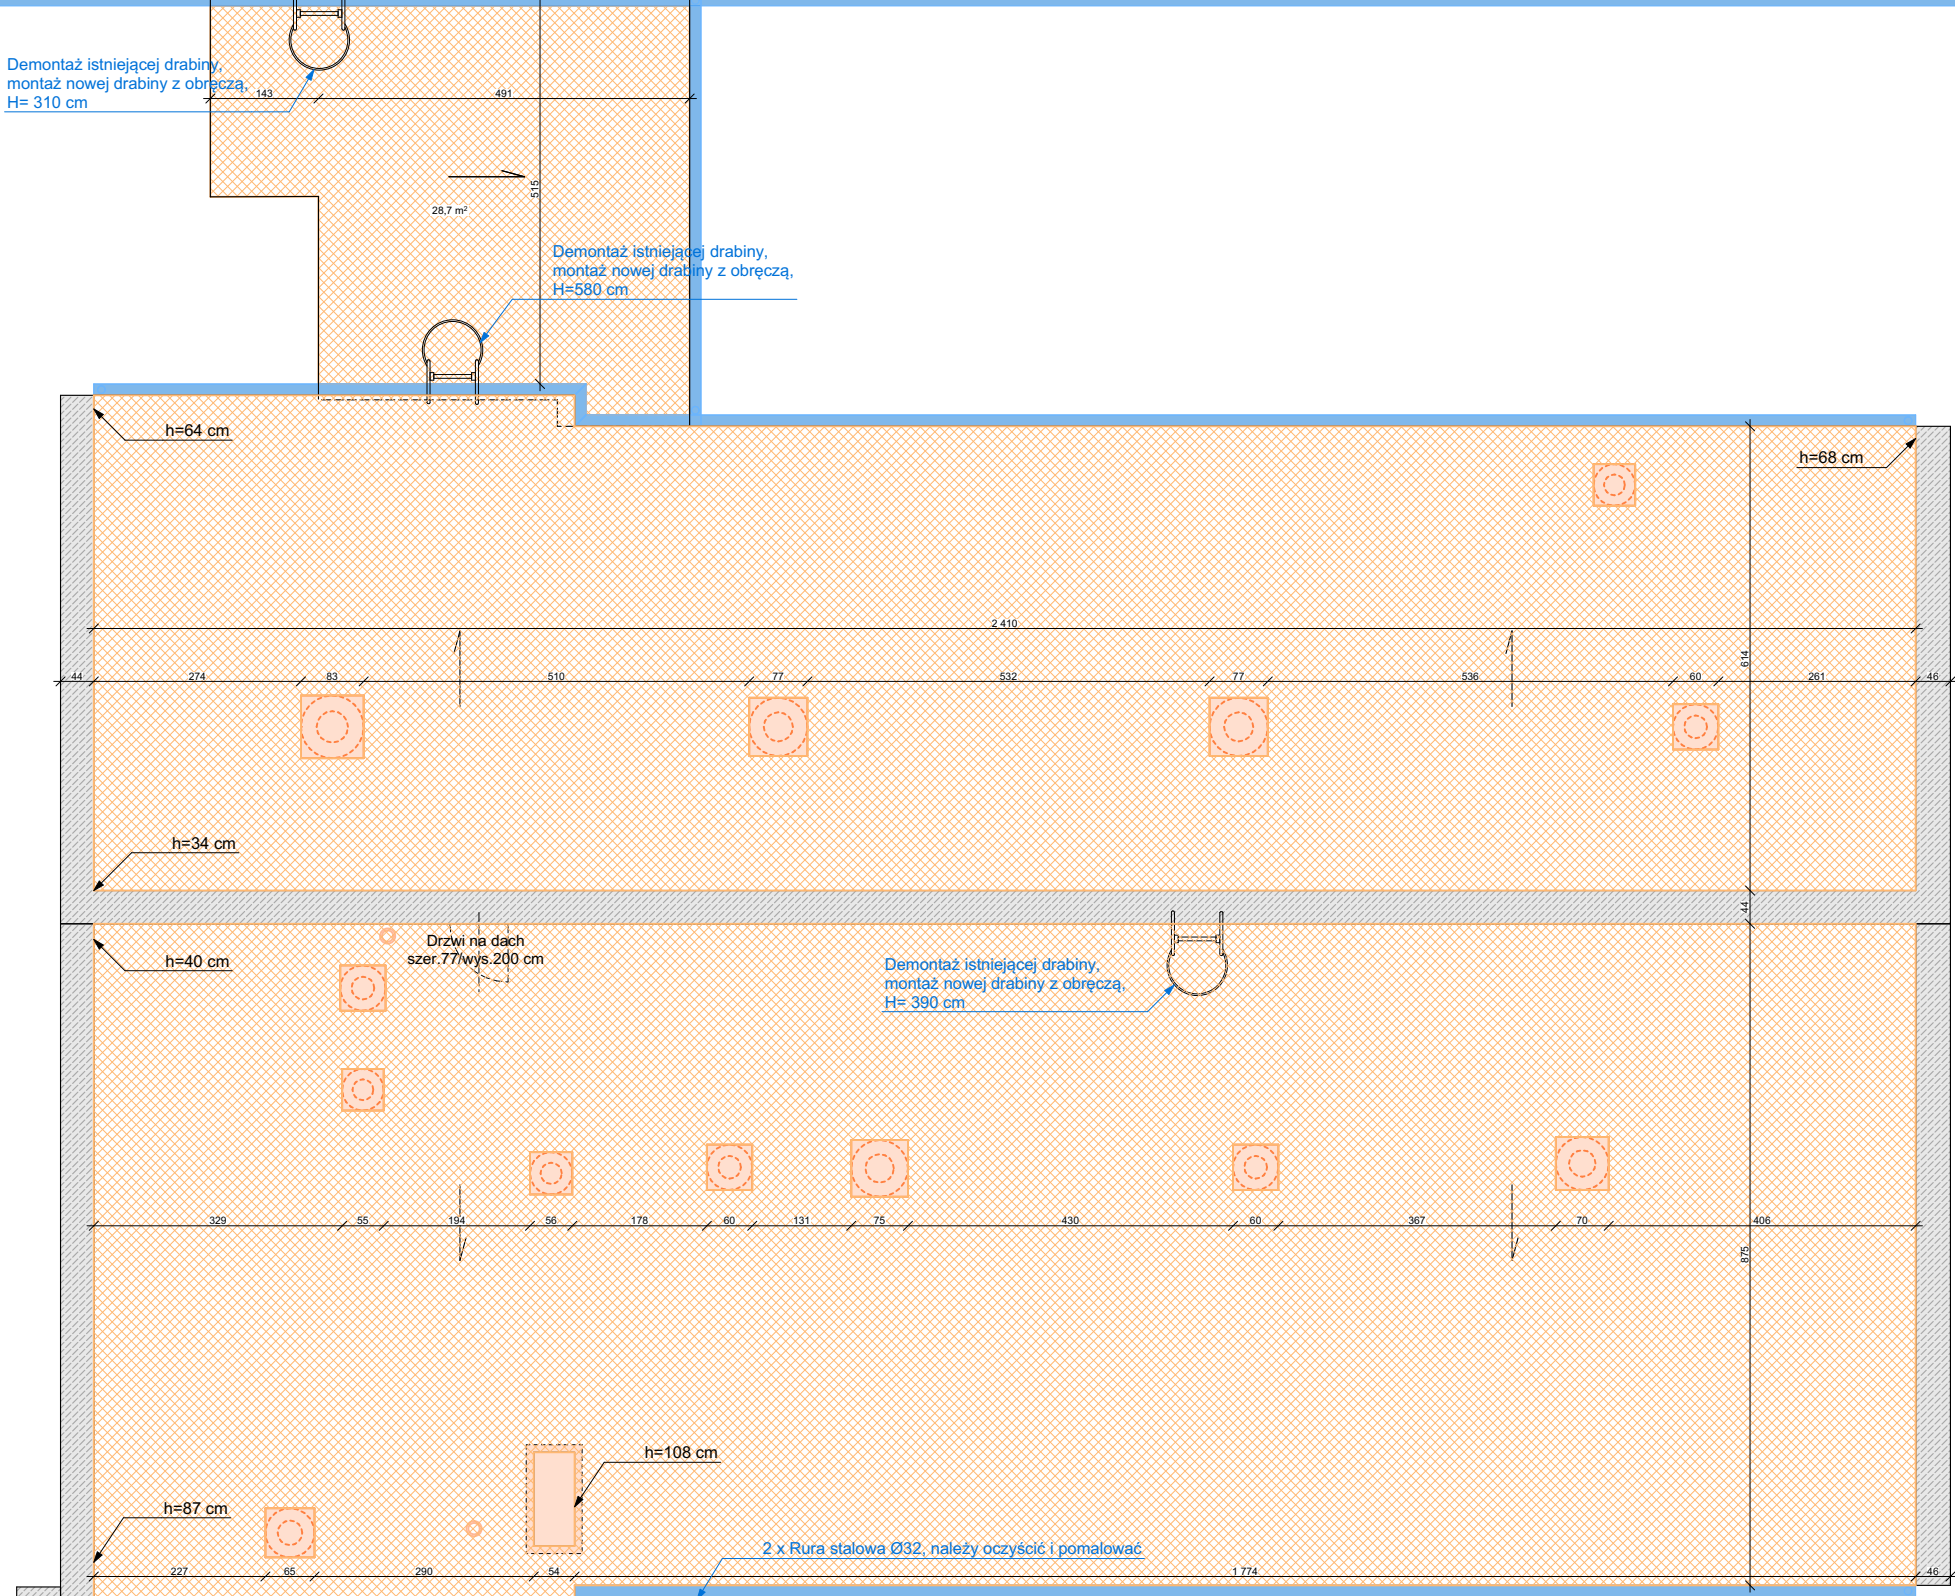 Demontaż istniejącej drabiny,
montaż nowej drabiny z obręczą,
H= 310 cm
143
491
515
28,7 m²
Demontaż istniejącej drabiny,
montaż nowej drabiny z obręczą,
H=580 cm
h=64 cm
h=68 cm
2 410
614
44
274
83
510
77
532
77
536
60
261
46
h=34 cm
44
Drzwi na dach
szer.77/wys.200 cm
h=40 cm
Demontaż istniejącej drabiny,
montaż nowej drabiny z obręczą,
H= 390 cm
329
55
194
56
178
60
131
75
430
60
367
70
406
875
h=108 cm
h=87 cm
2 x Rura stalowa Ø32, należy oczyścić i pomalować
227
65
290
54
1 774
46